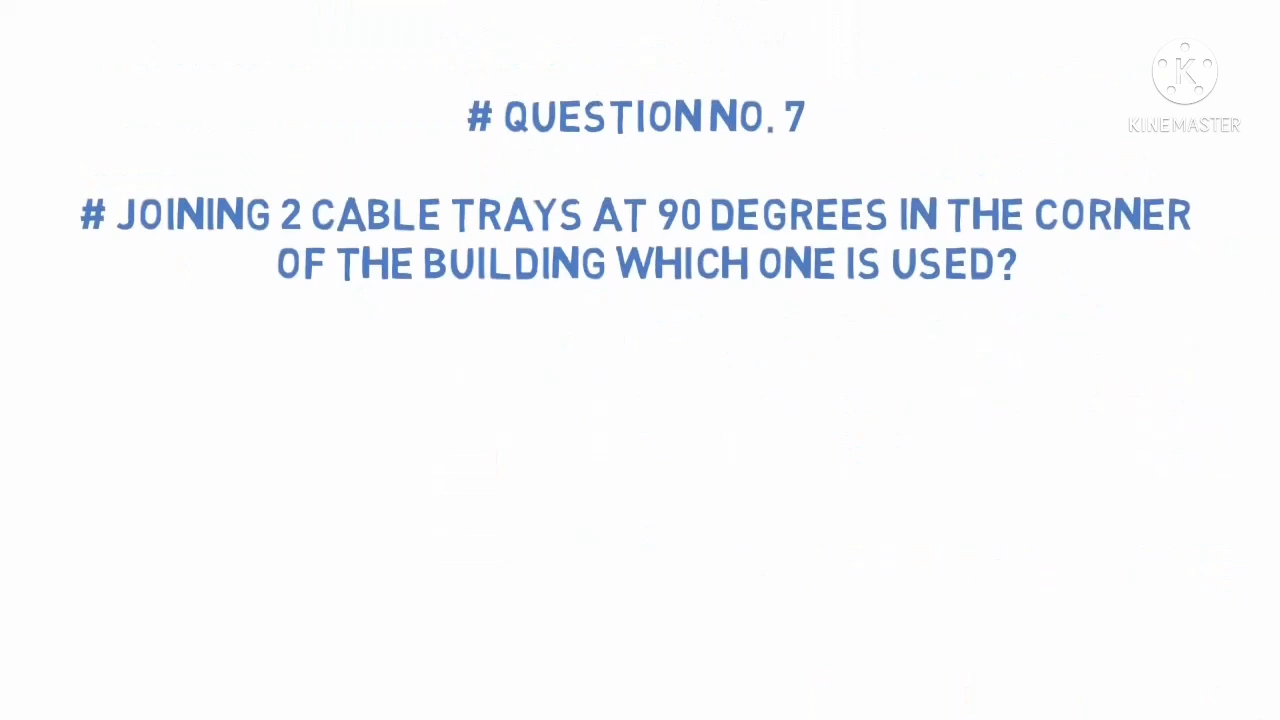 # QUESTION NO. 7
# JOINING 2 CABLE TRAYS AT 90 DEGREES IN THE CORNER
OF THE BUILDING WHICH ONE IS USED?
K
KINEMASTER